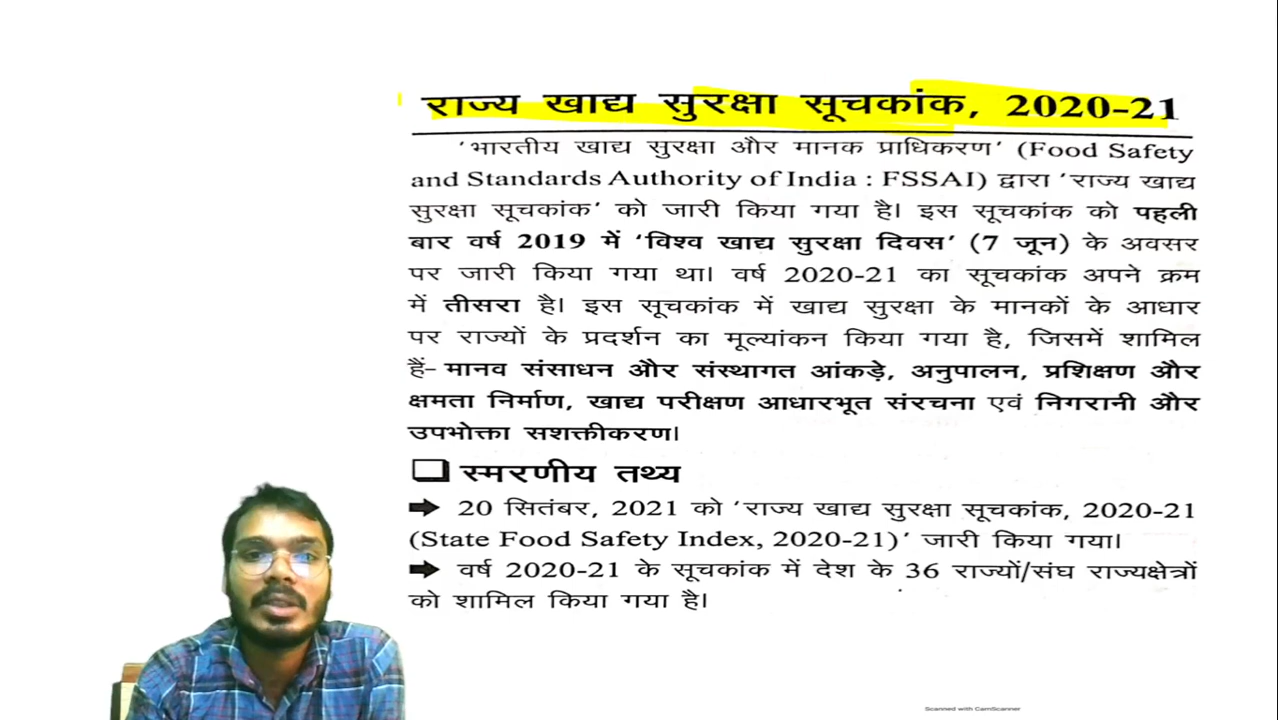 राज्य खाद्य सुरक्षा सूचकांक, 2020-21
'भारतीय खाद्य सुरक्षा और मानक प्राधिकरण' (Food Safety
and Standards Authority of India : FSSAI) द्वारा 'राज्य खाद्य
सुरक्षा सूचकांक' को जारी किया गया है। इस सूचकांक को पहली
बार वर्ष 2019 में 'विश्व खाद्य सुरक्षा दिवस' (7 जून) के अवसर
पर जारी किया गया था। वर्ष 2020-21 का सूचकांक अपने क्रम
में तीसरा है। इस सूचकांक में खाद्य सुरक्षा के मानकों के आधार
पर राज्यों के प्रदर्शन का मूल्यांकन किया गया है, जिसमें शामिल
हैं- मानव संसाधन और संस्थागत आंकड़े, अनुपालन, प्रशिक्षण और
क्षमता निर्माण, खाद्य परीक्षण आधारभूत संरचना एवं निगरानी और
उपभोक्ता सशक्तीकरण।
स्मरणीय तथ्य
20 सितंबर, 2021 को 'राज्य खाद्य सुरक्षा सूचकांक, 2020-21
(State Food Safety Index, 2020-21)' जारी किया गया।
वर्ष 2020-21 के सूचकांक में देश के 36 राज्यों/संघ राज्यक्षेत्रों
को शामिल किया गया है।
Scanned with CamScanner